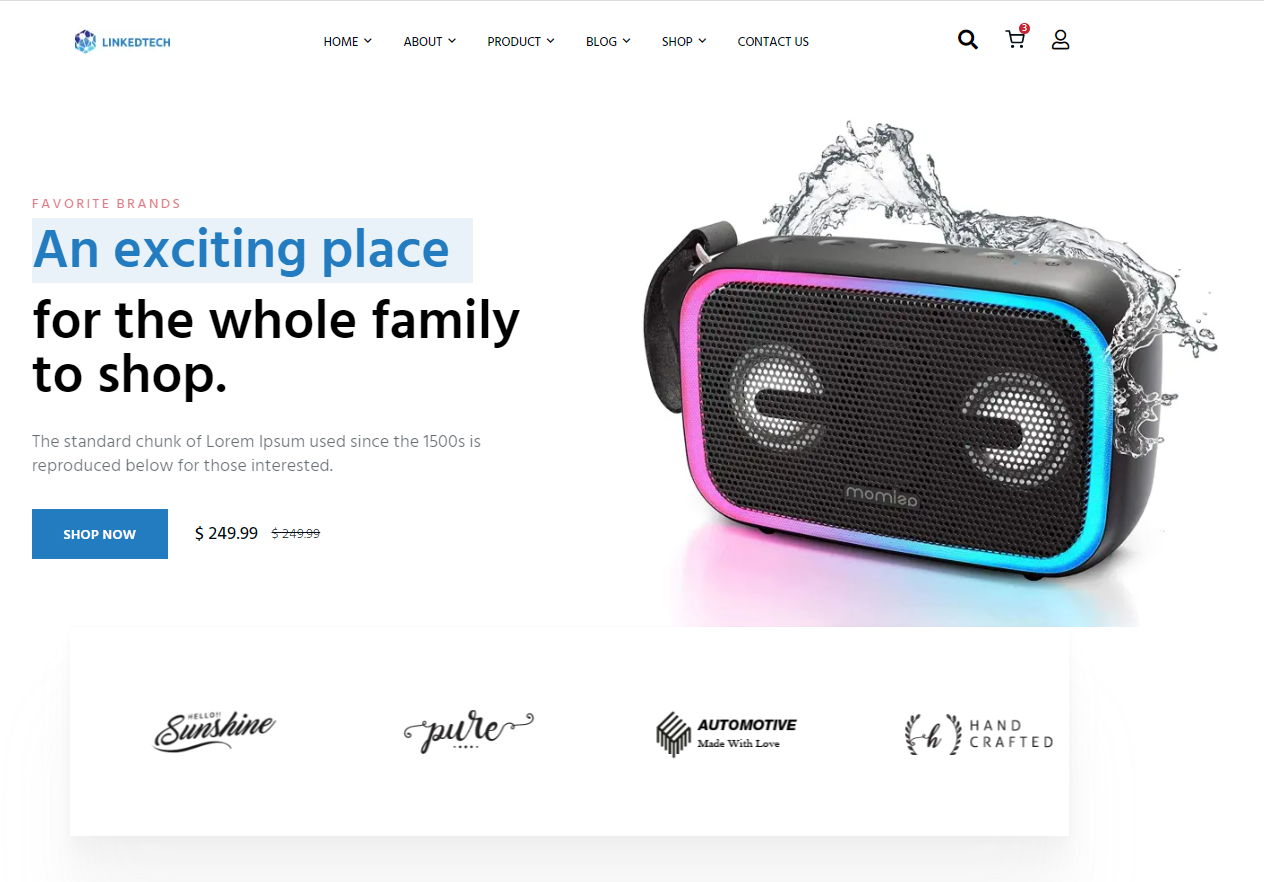 LINKEDTECH
HOME ABOUT PRODUCT BLOG SHOP CONTACT US
3
FAVORITE BRANDS
An exciting place
for the whole family
to shop.
The standard chunk of Lorem Ipsum used since the 1500s is
reproduced below for those interested.
SHOP NOW $ 249.99 $ 249.99
HELLO!!
Sunshine
pure
AUTOMOTIVE
Made With Love
h
HAND
CRAFTED